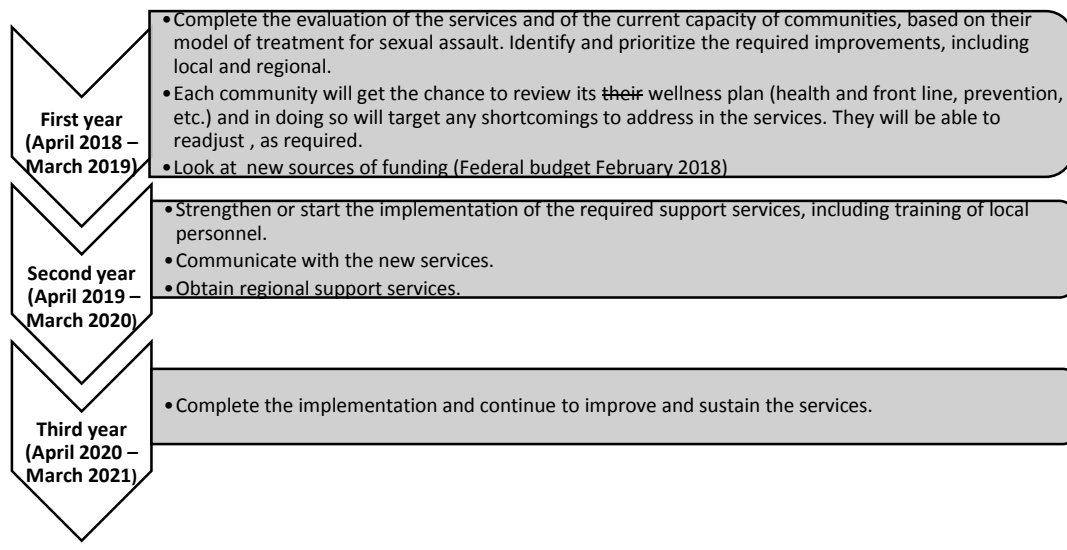 First year
(April 2018 –
March 2019)
•Complete the evaluation of the services and of the current capacity of communities, based on their
model of treatment for sexual assault. Identify and prioritize the required improvements, including
local and regional.
•Each community will get the chance to review its their wellness plan (health and front line, prevention,
etc.) and in doing so will target any shortcomings to address in the services. They will be able to
readjust , as required.
•Look at new sources of funding (Federal budget February 2018)
Second year
(April 2019 –
March 2020)
•Strengthen or start the implementation of the required support services, including training of local
personnel.
•Communicate with the new services.
•Obtain regional support services.
Third year
(April 2020 –
March 2021)
•Complete the implementation and continue to improve and sustain the services.